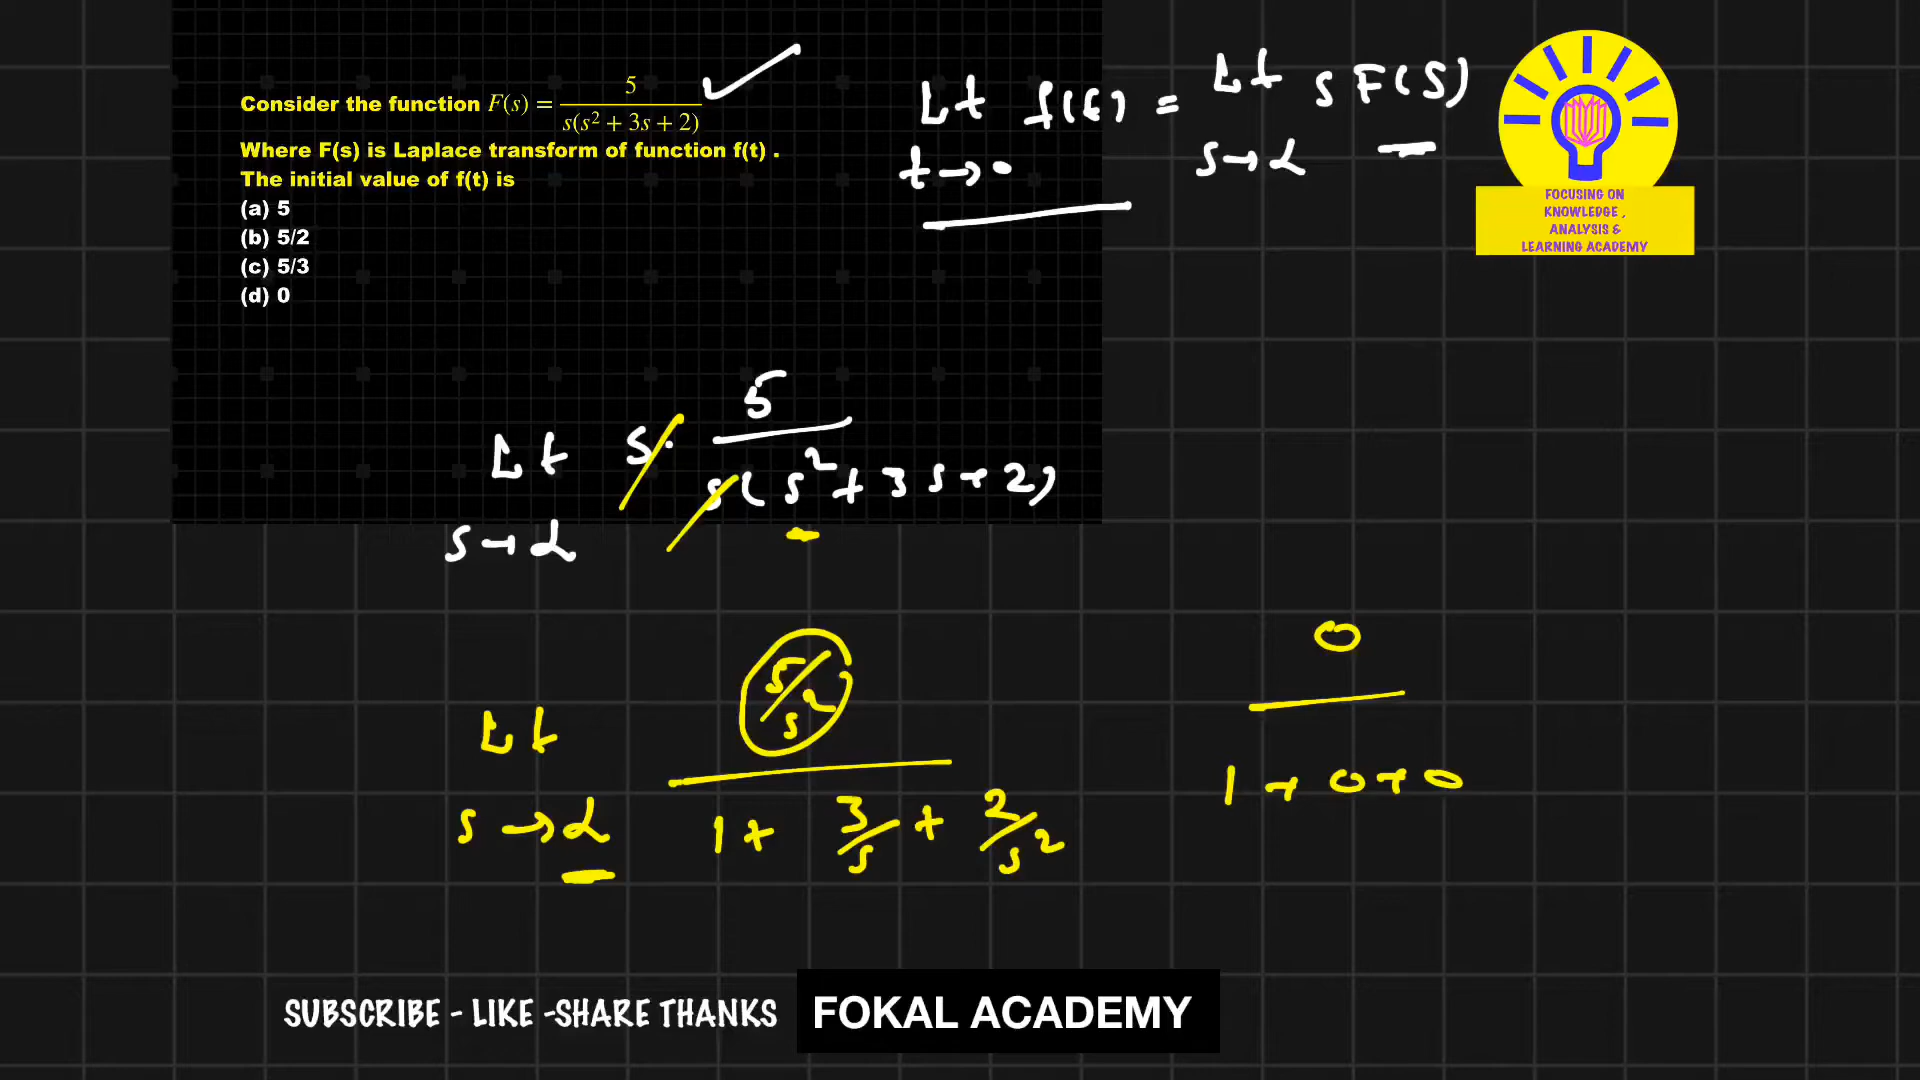 Consider the function F(s) = 5 / s(s² + 3s + 2)
Where F(s) is Laplace transform of function f(t) .
The initial value of f(t) is
(a) 5
(b) 5/2
(c) 5/3
(d) 0
Lt f(t) = Lt s F(S)
t→0 s→∞
FOCUSING ON
KNOWLEDGE ,
ANALYSIS &
LEARNING ACADEMY
Lt s. 5 / s(s²+3s+2)
s→∞
Lt 5/s² / 1+ 3/s + 2/s²
s→∞
0 / 1+0+0
SUBSCRIBE - LIKE -SHARE THANKS
FOKAL ACADEMY